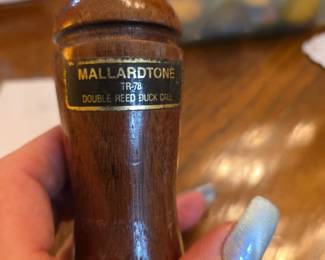 MALLARDTONE
TR-78
DOUBLE REED DUCK CALL